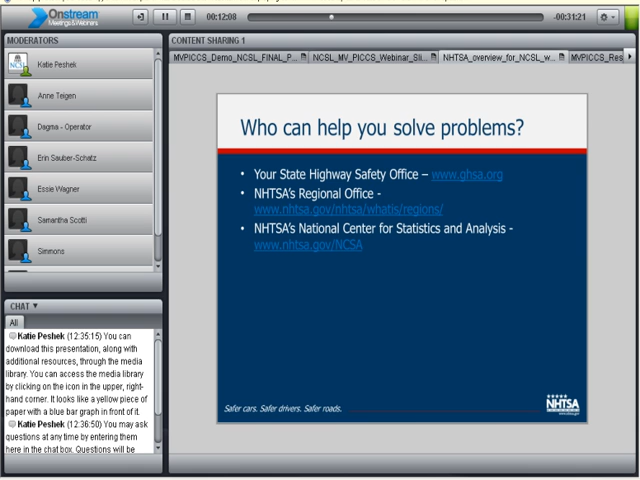 Onstream
Meetings & Webinars
00:12:08
-00:31:21
MODERATORS
Katie Peshek
Anne Teigen
Dagma - Operator
Erin Sauber-Schatz
Essie Wagner
Samantha Scotti
Simmons
CHAT ▼
All
Katie Peshek (12:35:15) You can
download this presentation, along with
additional resources, through the media
library. You can access the media library
by clicking on the icon in the upper, right-
hand corner. It looks like a yellow piece of
paper with a blue bar graph in front of it.
Katie Peshek (12:36:50) You may ask
questions at any time by entering them
here in the chat box. Questions will be
CONTENT SHARING 1
MVPICCS_Demo_NCSL_FINAL_P...
NCSL_MV_PICCS_Webinar_Sli...
NHTSA_overview_for_NCSL_w...
MVPICCS_Res
Who can help you solve problems?
• Your State Highway Safety Office – www.ghsa.org
• NHTSA's Regional Office -
www.nhtsa.gov/nhtsa/whatis/regions/
• NHTSA's National Center for Statistics and Analysis -
www.nhtsa.gov/NCSA
Safer cars. Safer drivers. Safer roads.
NHTSA